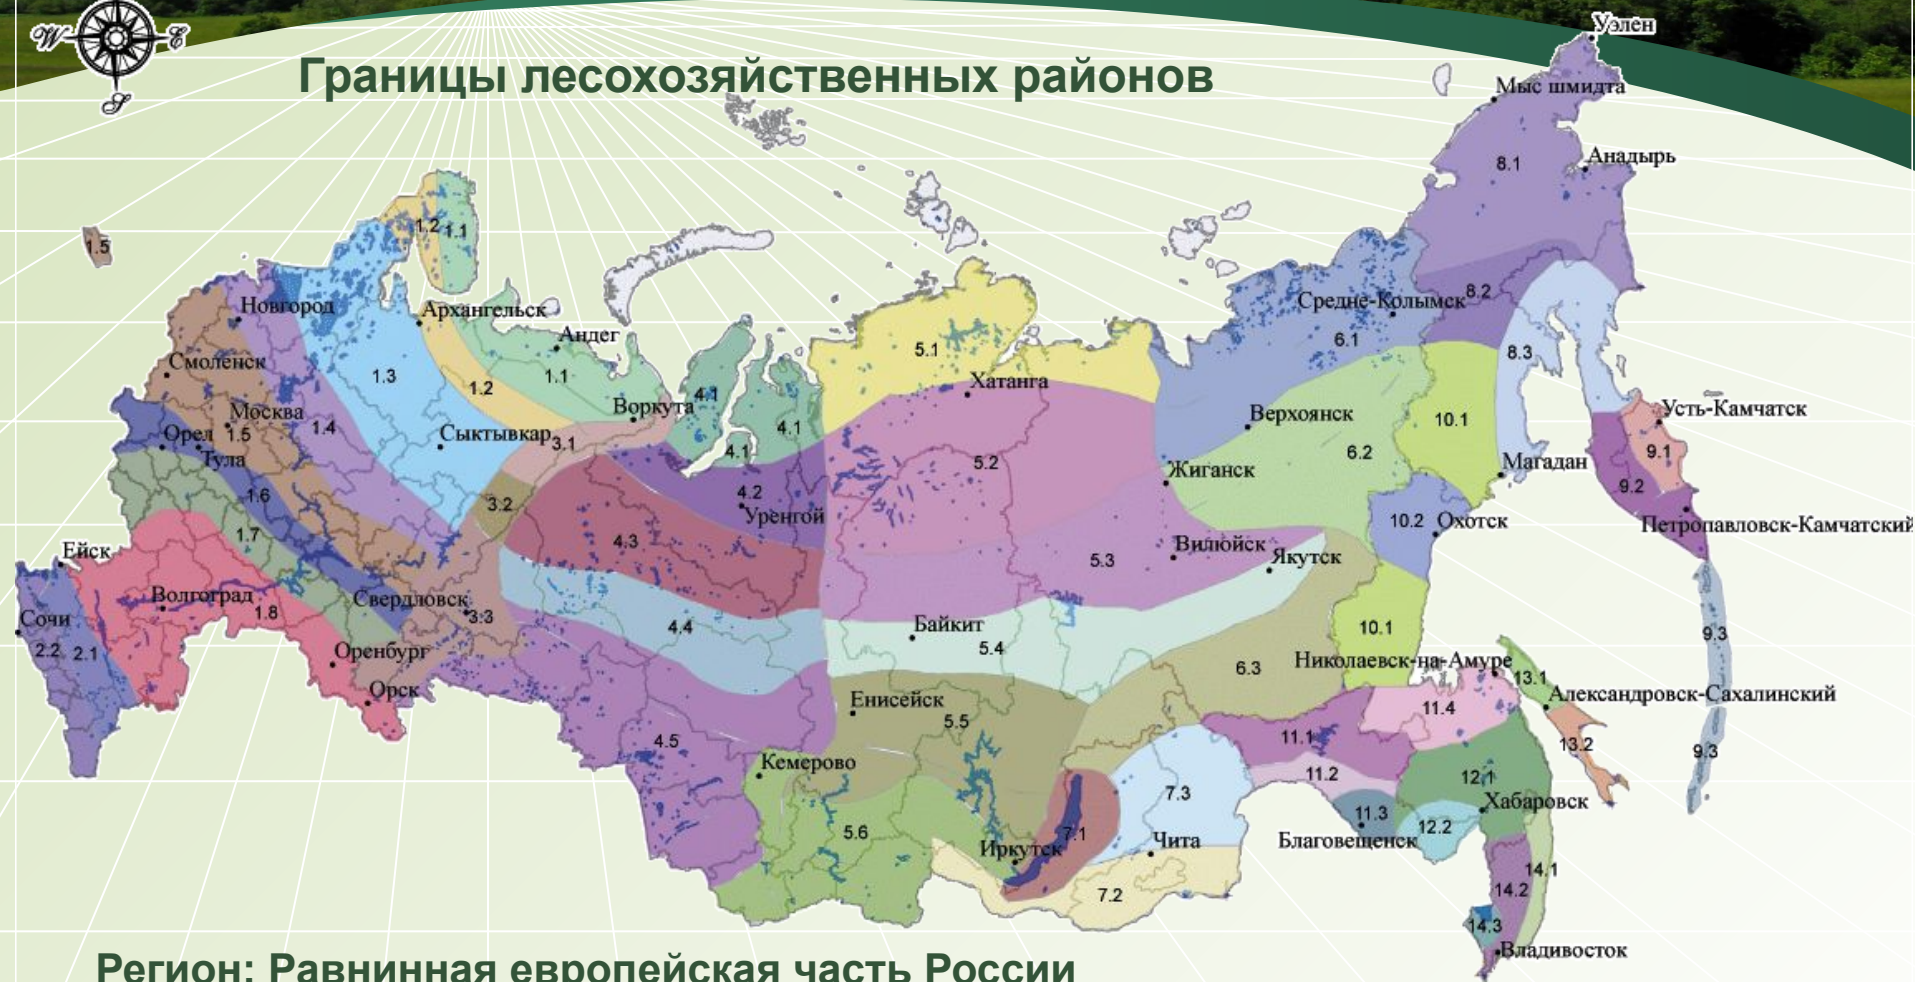 W
E
S
Границы лесохозяйственных районов
Уэлен
Мыс шмидта
8.1
Анадырь
1.2
1.1
1.5
Новгород
Архангельск
Андег
5.1
Средне-Колымск
8.2
6.1
8.3
Смоленск
1.3
1.2
1.1
4.1
Хатанга
Москва
1.5
1.4
Воркута
4.1
Верхоянск
10.1
Усть-Камчатск
Орел
Тула
Сыктывкар
3.1
4.1
5.2
6.2
Магадан
9.1
Жиганск
9.2
1.6
3.2
4.2
Уренгой
10.2
Охотск
Петропавловск-Камчатский
1.7
4.3
5.3
Вилюйск
Якутск
Ейск
Волгоград
1.8
Свердловск
3.3
Сочи
2.2
2.1
4.4
Байкит
5.4
10.1
9.3
Оренбург
6.3
Николаевск-на-Амуре
13.1
Орск
Енисейск
5.5
11.4
Александровск-Сахалинский
4.5
11.1
13.2
9.3
Кемерово
11.2
12.1
7.3
Хабаровск
5.6
7.1
11.3
12.2
Иркутск
Чита
Благовещенск
14.1
7.2
14.2
14.3
Владивосток
Регион: Равнинная европейская часть России